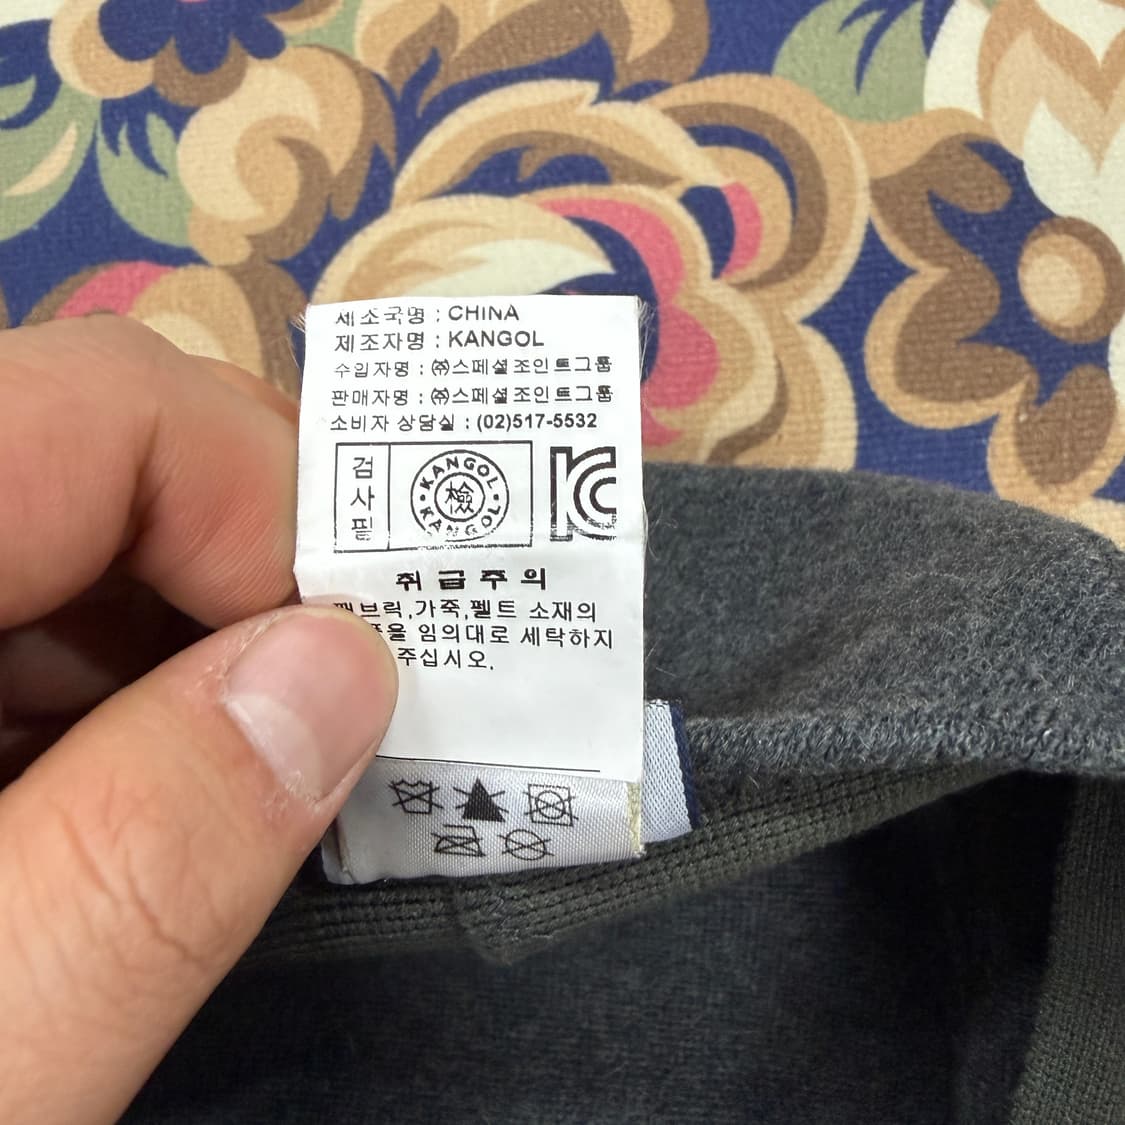 제조국명 : CHINA
제조자명 : KANGOL
수입자명 : ㈜스페셜조인트그룹
판매자명 : ㈜스페셜조인트그룹
소비자 상담실 : (02)517-5532
검사필
KANGOL · KANGOL ·
檢
취급주의
패브릭,가죽,펠트 소재의
임의대로 세탁하지
주십시오.